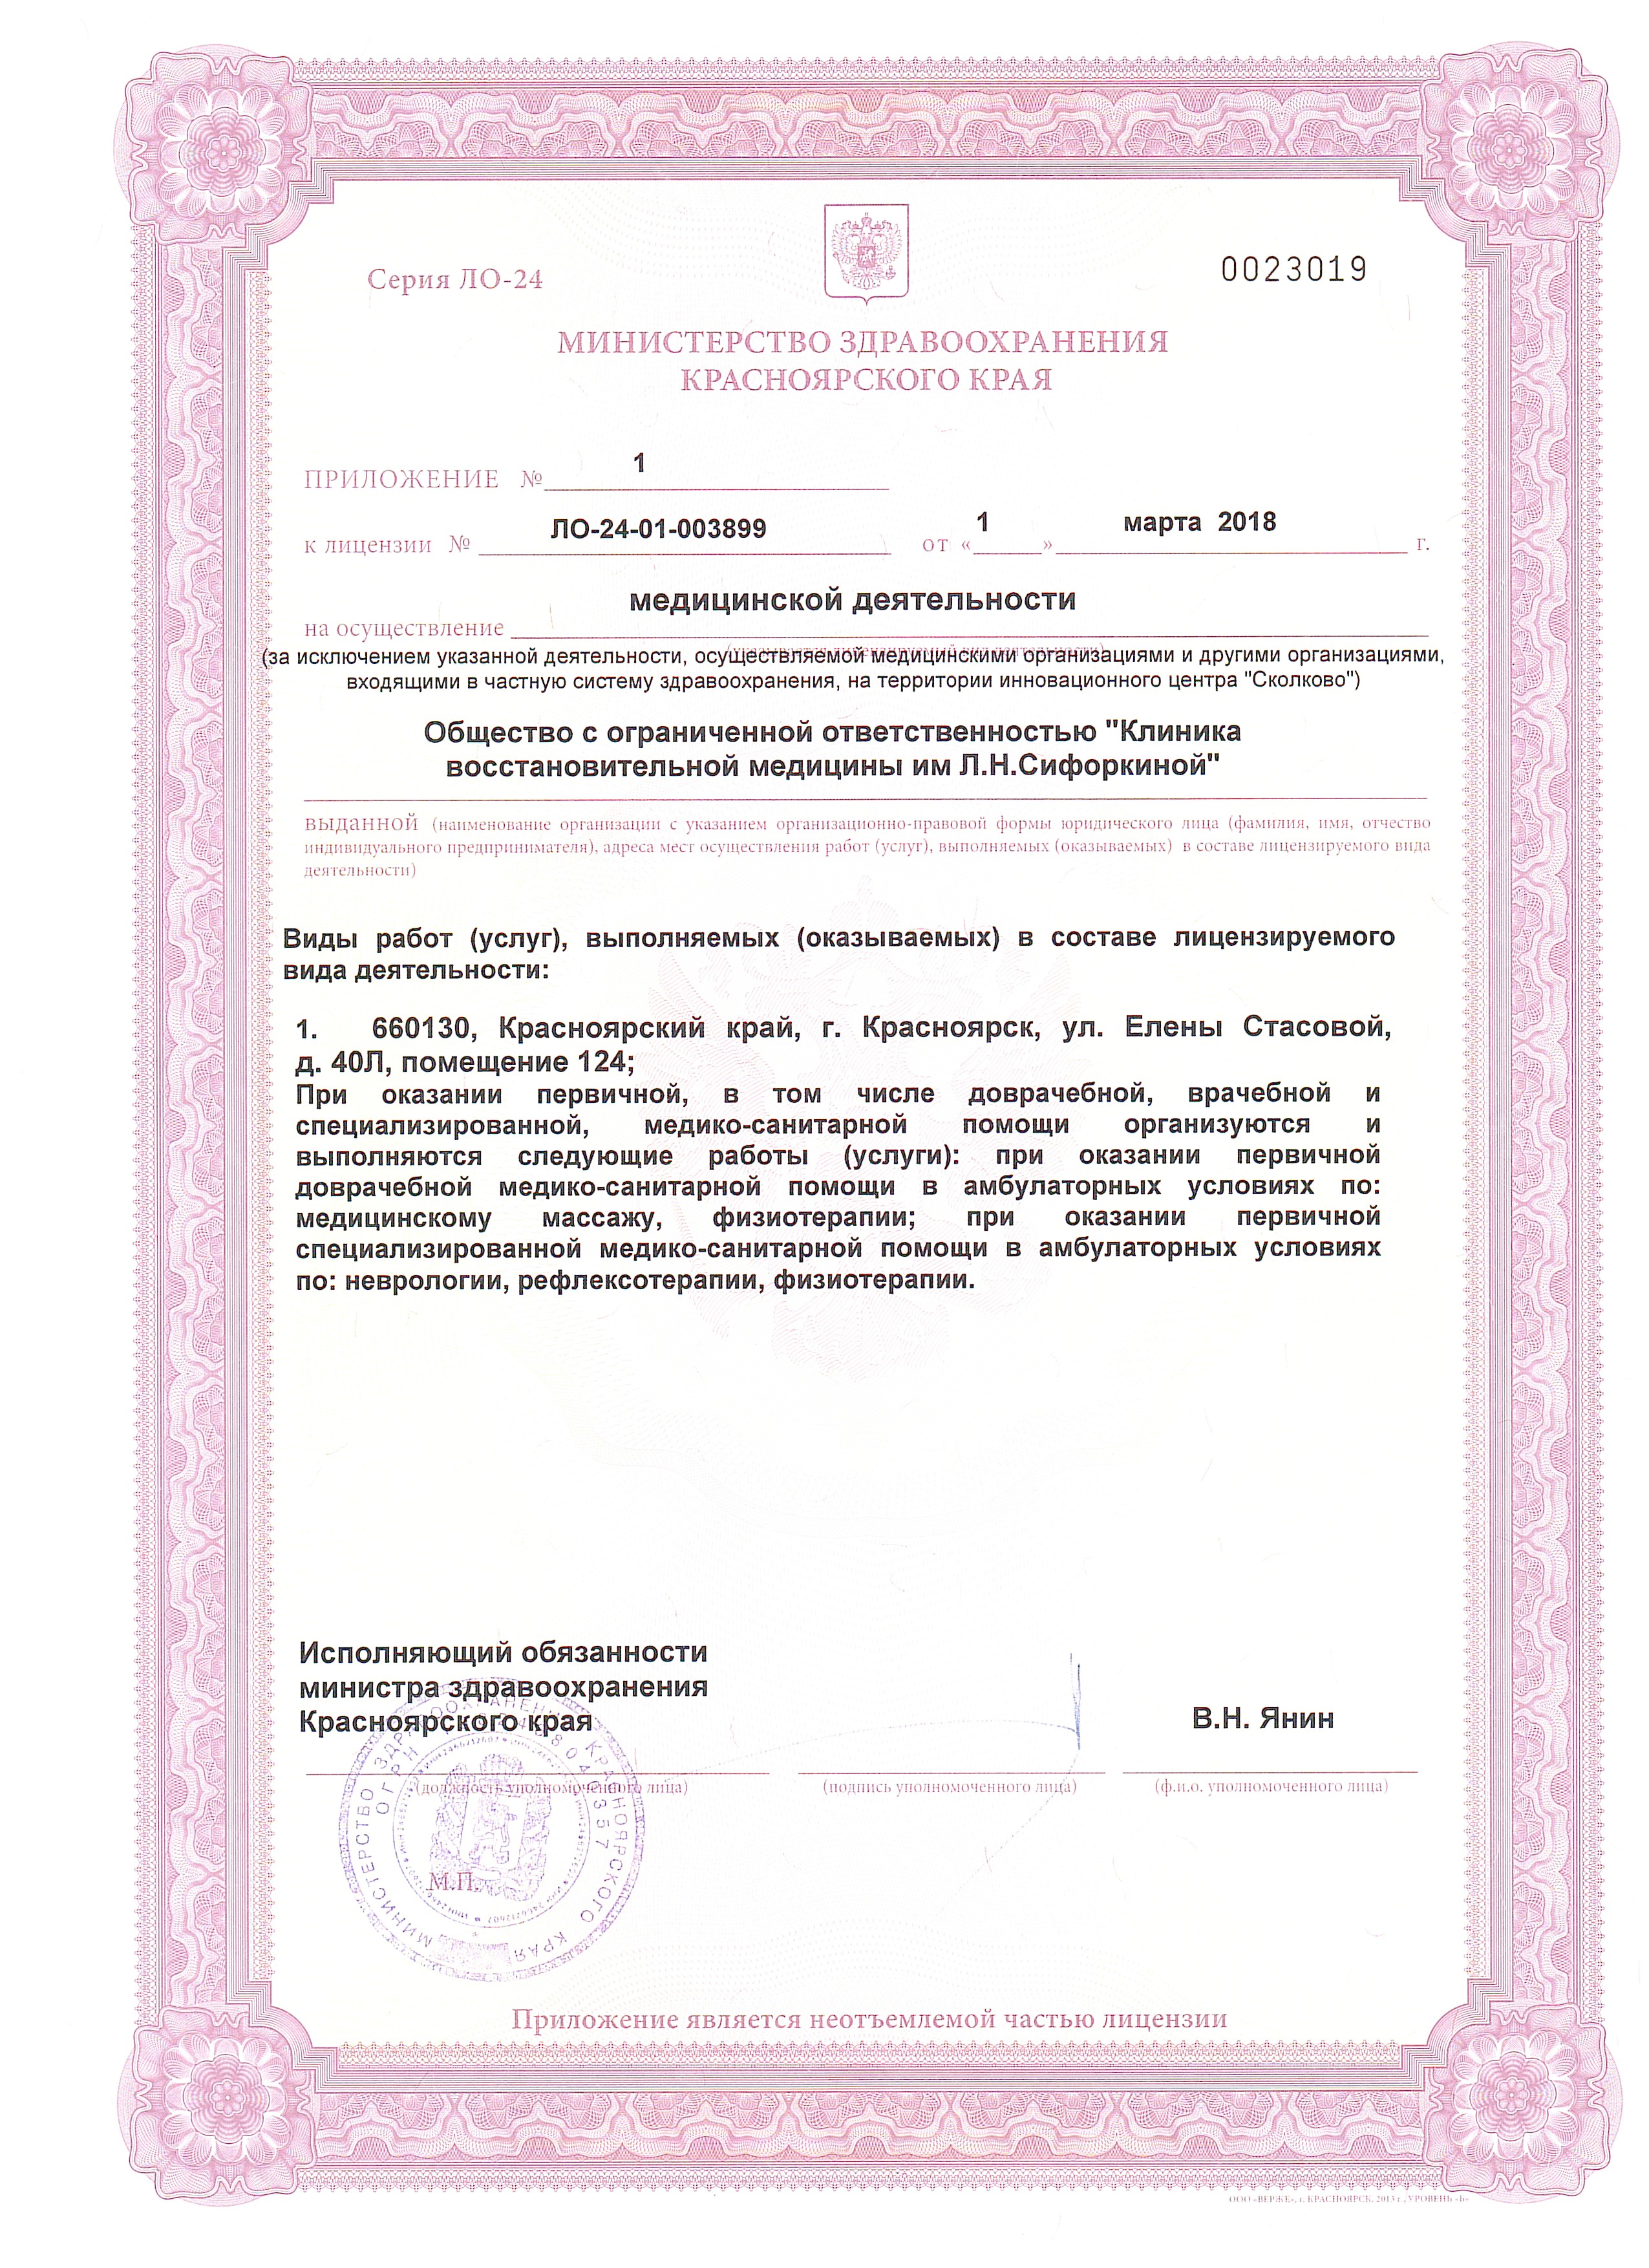 Серия ЛО-24
0023019
МИНИСТЕРСТВО ЗДРАВООХРАНЕНИЯ
КРАСНОЯРСКОГО КРАЯ
ПРИЛОЖЕНИЕ № 1
к лицензии № ЛО-24-01-003899 от «1» марта 2018 г.
на осуществление медицинской деятельности
(указывается лицензируемый вид деятельности)
(за исключением указанной деятельности, осуществляемой медицинскими организациями и другими организациями,
входящими в частную систему здравоохранения, на территории инновационного центра "Сколково")
Общество с ограниченной ответственностью "Клиника
восстановительной медицины им Л.Н.Сифоркиной"
выданной (наименование организации с указанием организационно-правовой формы юридического лица (фамилия, имя, отчество
индивидуального предпринимателя), адреса мест осуществления работ (услуг), выполняемых (оказываемых) в составе лицензируемого вида
деятельности)
Виды работ (услуг), выполняемых (оказываемых) в составе лицензируемого
вида деятельности:
1. 660130, Красноярский край, г. Красноярск, ул. Елены Стасовой,
д. 40Л, помещение 124;
При оказании первичной, в том числе доврачебной, врачебной и
специализированной, медико-санитарной помощи организуются и
выполняются следующие работы (услуги): при оказании первичной
доврачебной медико-санитарной помощи в амбулаторных условиях по:
медицинскому массажу, физиотерапии; при оказании первичной
специализированной медико-санитарной помощи в амбулаторных условиях
по: неврологии, рефлексотерапии, физиотерапии.
Исполняющий обязанности
министра здравоохранения
Красноярского края
В.Н. Янин
(должность уполномоченного лица)
(подпись уполномоченного лица)
(ф.и.о. уполномоченного лица)
МИНИСТЕРСТВО ЗДРАВООХРАНЕНИЯ КРАСНОЯРСКОГО КРАЯ
ОГРН
М.П.
Приложение является неотъемлемой частью лицензии
ООО «ВЕРЖЕ», г. КРАСНОЯРСК, 2013 г., УРОВЕНЬ «Б»